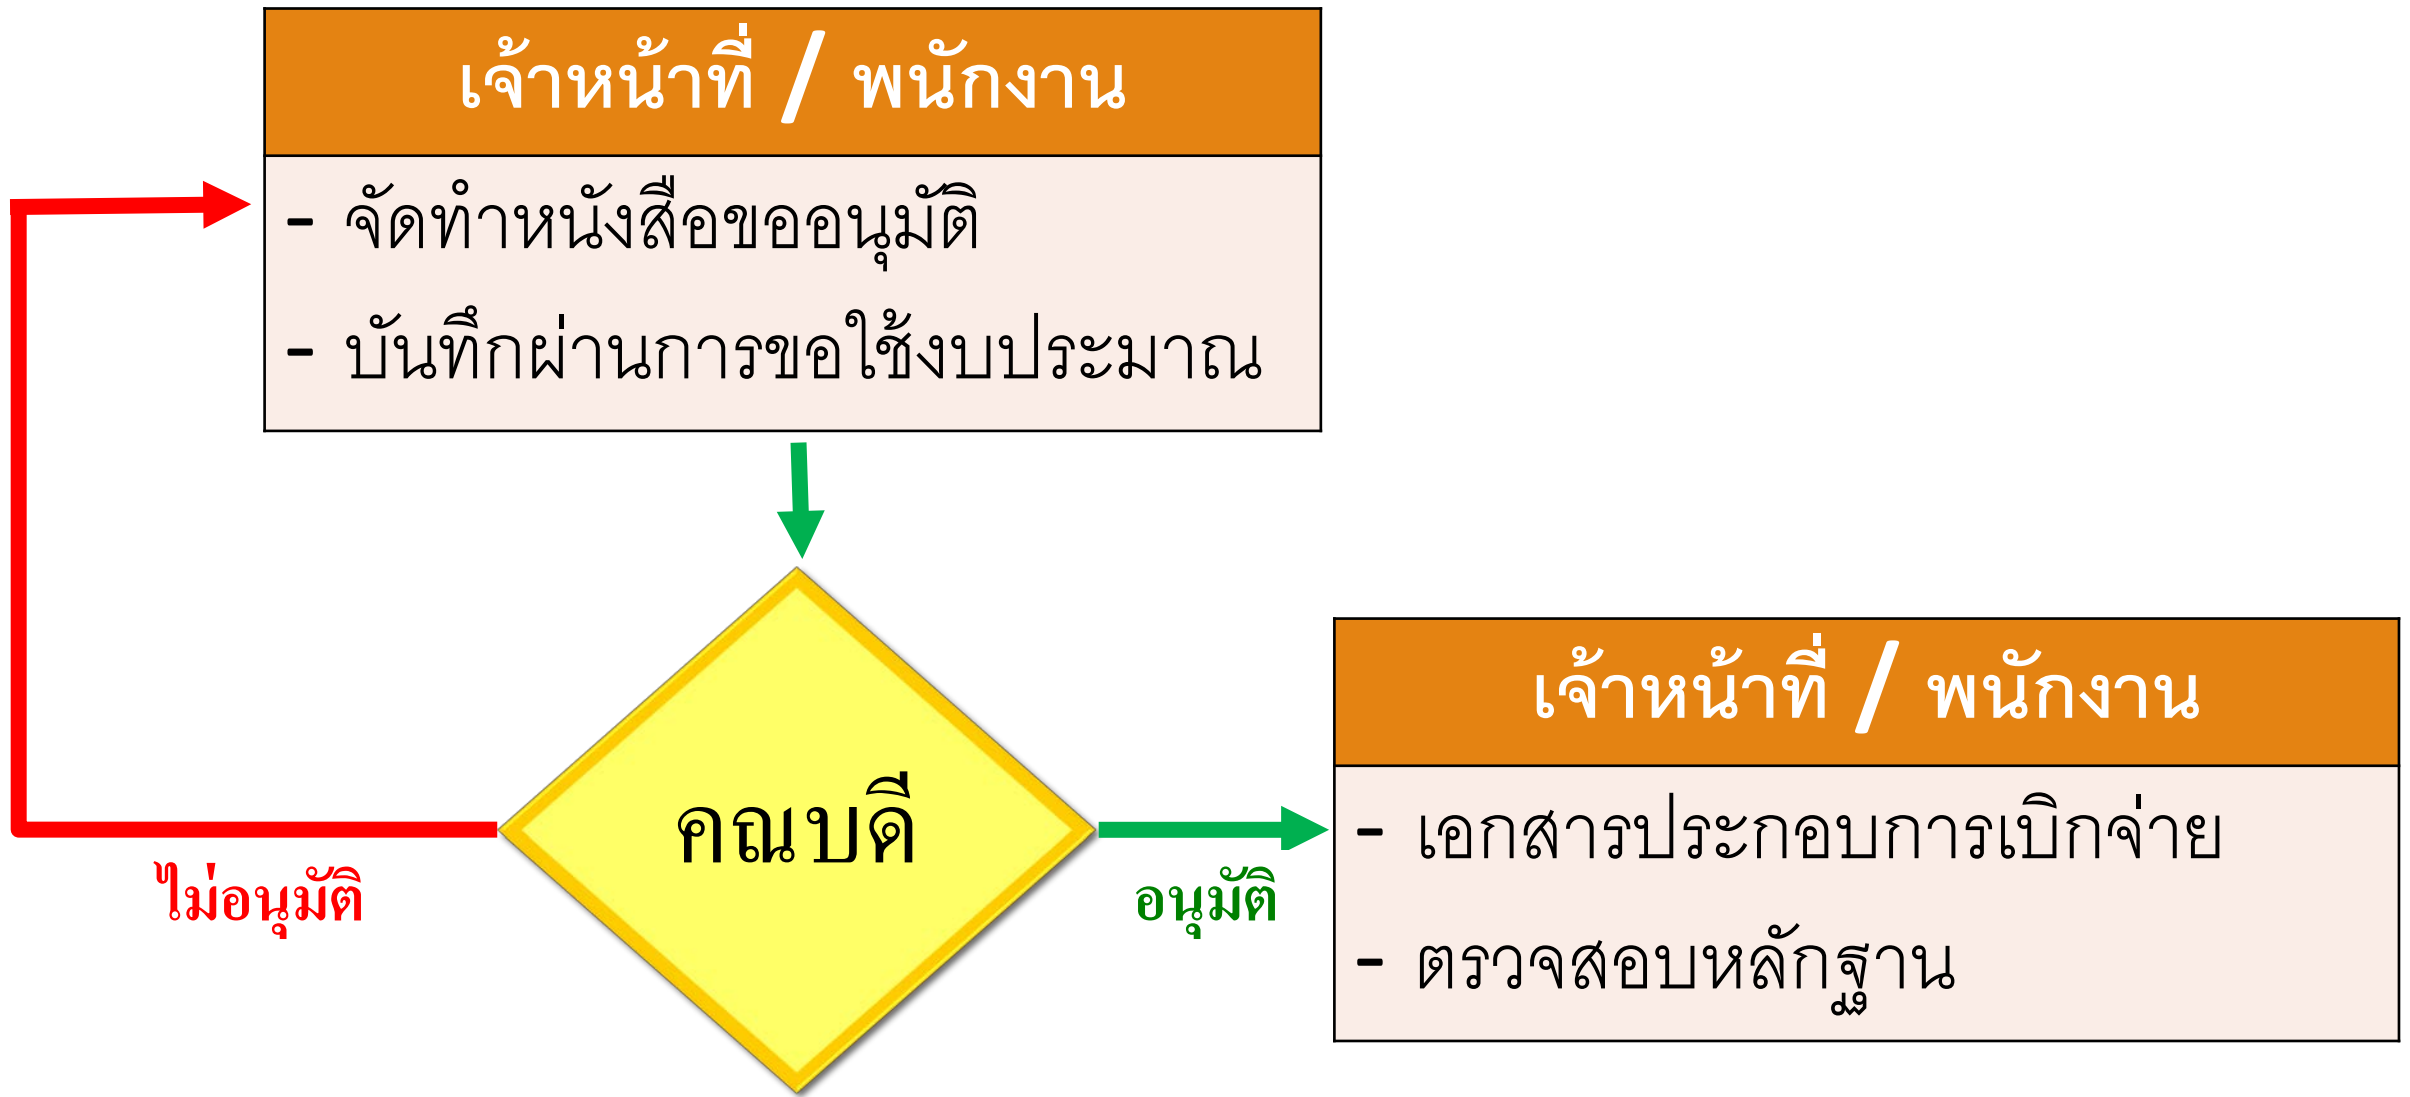 เจ้าหน้าที่ / พนักงาน
- จัดทำหนังสือขออนุมัติ
- บันทึกผ่านการขอใช้งบประมาณ
คณบดี
ไม่อนุมัติ
อนุมัติ
เจ้าหน้าที่ / พนักงาน
- เอกสารประกอบการเบิกจ่าย
- ตรวจสอบหลักฐาน